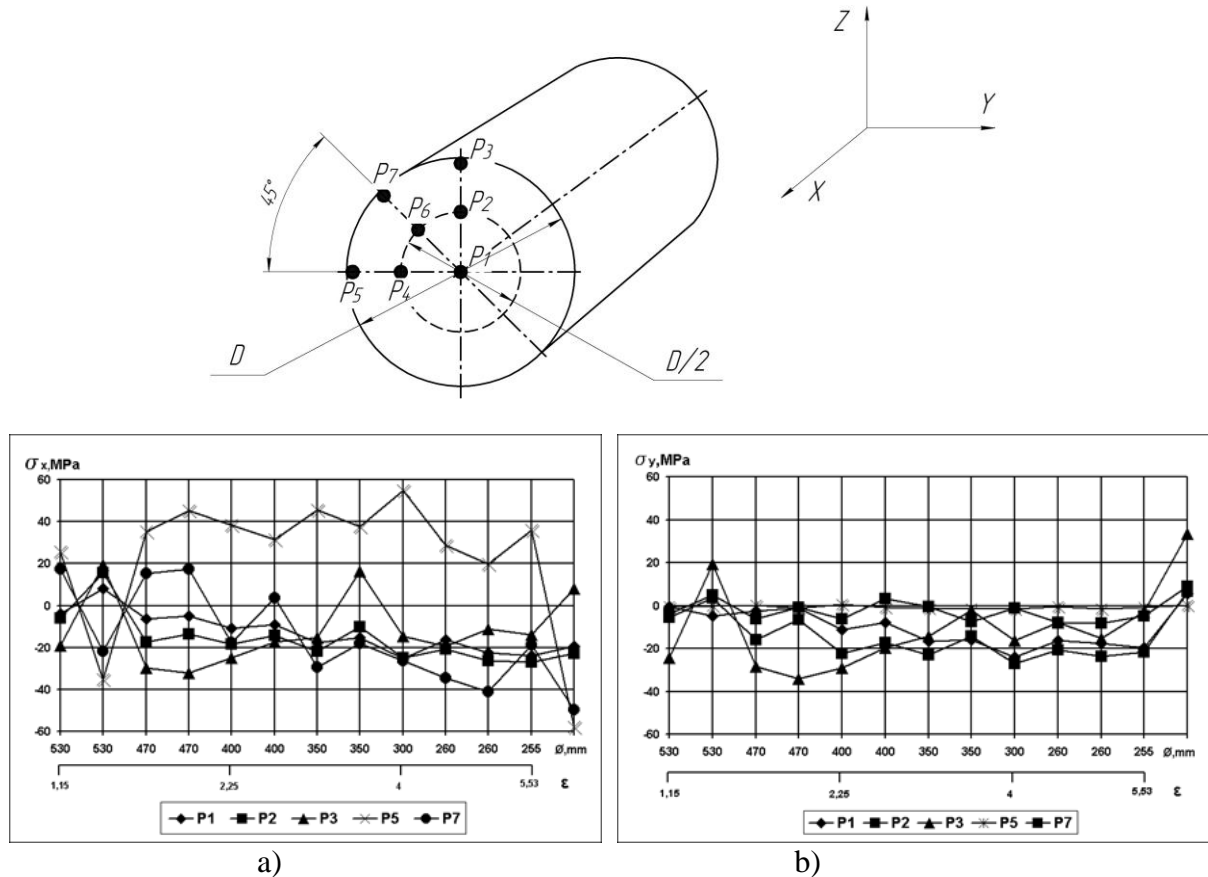 Z
Y
X
45°
P7
P3
P6
P2
P1
P5
P4
D
D/2
σx,MPa
60
40
20
0
-20
-40
-60
530 530 470 470 400 400 350 350 300 260 260 255 Ø,mm
1,15 2,25 4 5,53 ε
P1 P2 P3 P5 P7
a)
σy,MPa
60
40
20
0
-20
-40
-60
530 530 470 470 400 400 350 350 300 260 260 255 Ø,mm
1,15 2,25 4 5,53 ε
P1 P2 P3 P5 P7
b)